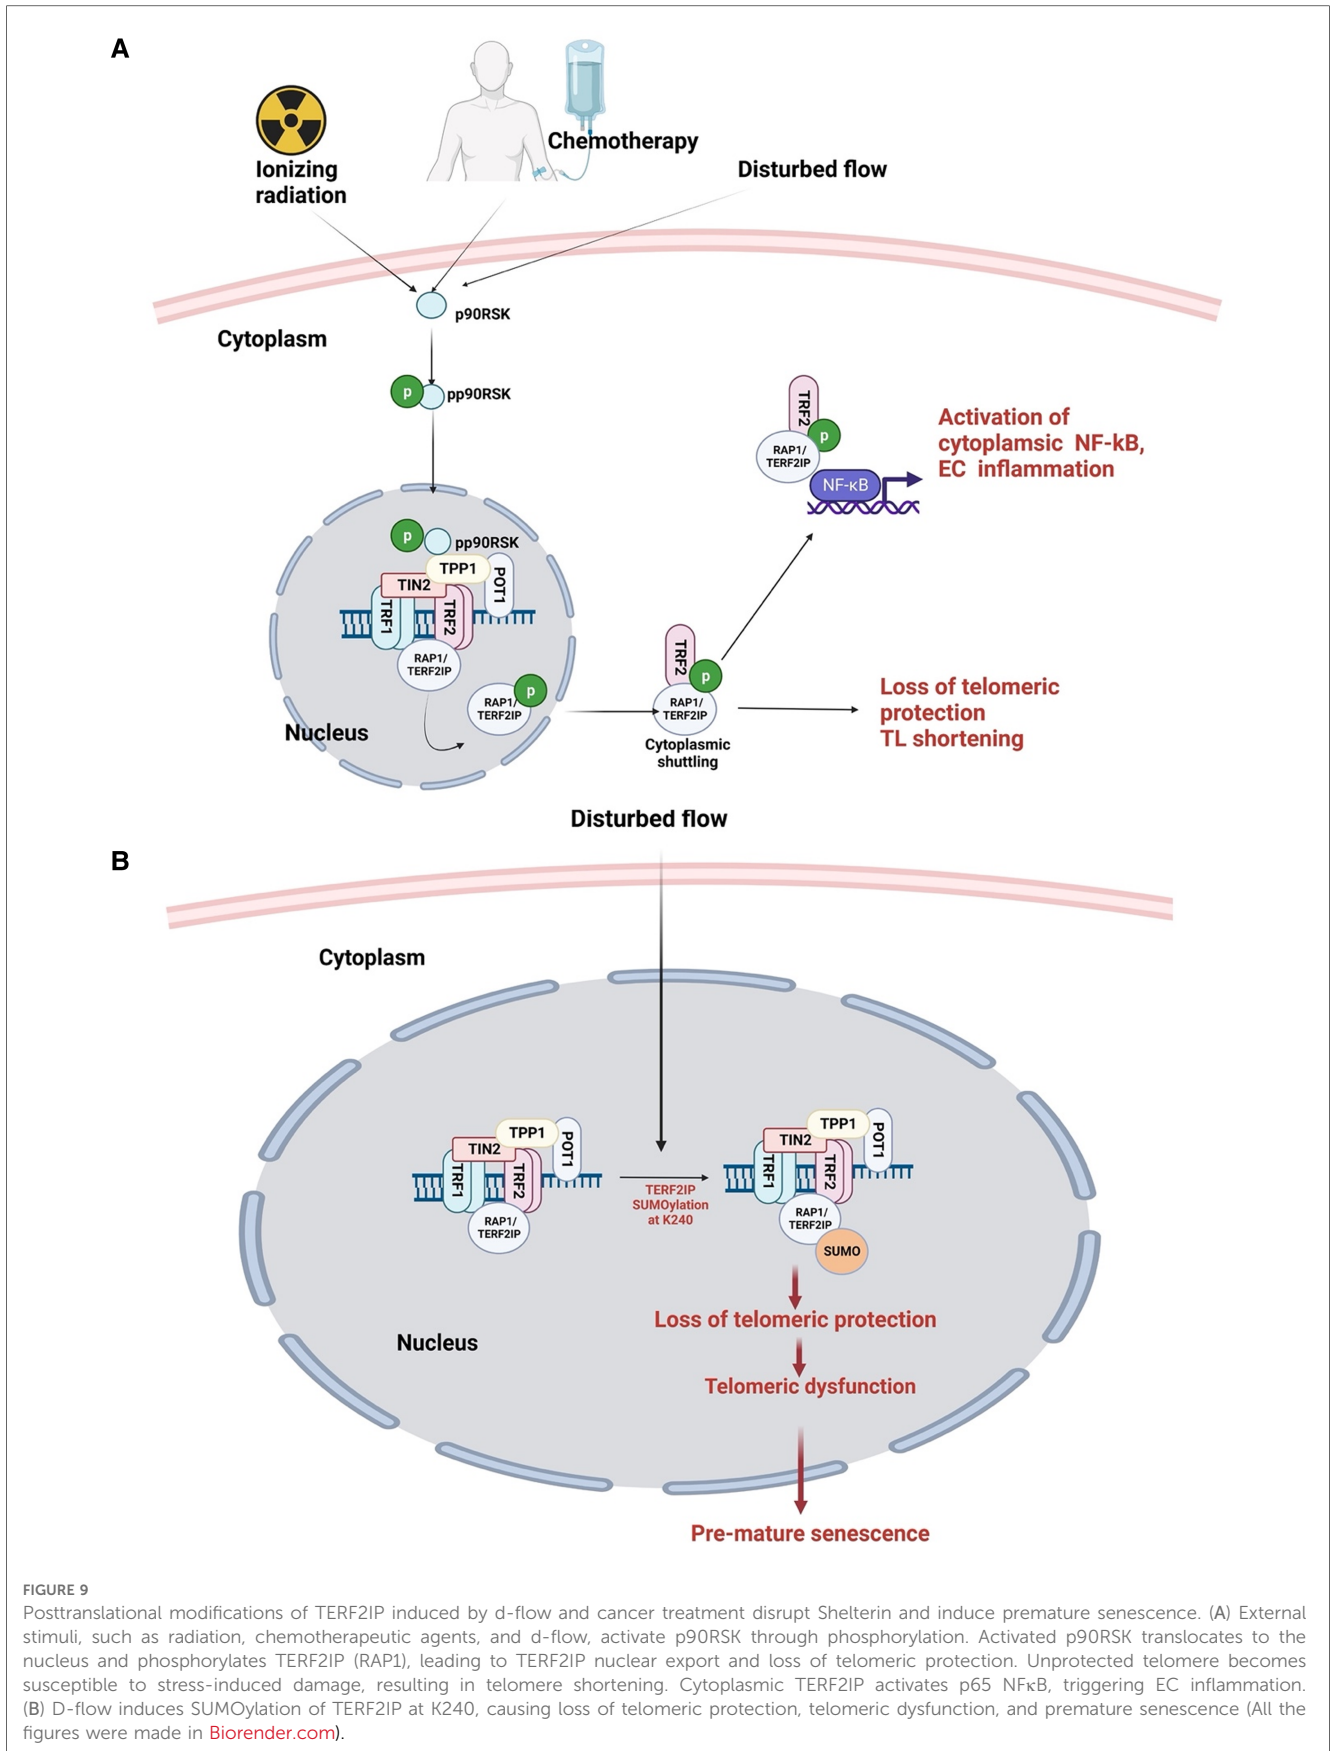 A
Ionizing
radiation
Chemotherapy
Disturbed flow
p90RSK
Cytoplasm
p
pp90RSK
TRF2
p
RAP1/
TERF2IP
NF-κB
Activation of
cytoplamsic NF-kB,
EC inflammation
p
pp90RSK
TPP1
TIN2
POT1
TRF1
TRF2
RAP1/
TERF2IP
p
RAP1/
TERF2IP
Nucleus
TRF2
p
RAP1/
TERF2IP
Cytoplasmic
shuttling
Loss of telomeric
protection
TL shortening
Disturbed flow
B
Cytoplasm
TPP1
TIN2
POT1
TRF1
TRF2
RAP1/
TERF2IP
TERF2IP
SUMOylation
at K240
TPP1
TIN2
POT1
TRF1
TRF2
RAP1/
TERF2IP
SUMO
Loss of telomeric protection
Nucleus
Telomeric dysfunction
Pre-mature senescence
FIGURE 9
Posttranslational modifications of TERF2IP induced by d-flow and cancer treatment disrupt Shelterin and induce premature senescence. (A) External
stimuli, such as radiation, chemotherapeutic agents, and d-flow, activate p90RSK through phosphorylation. Activated p90RSK translocates to the
nucleus and phosphorylates TERF2IP (RAP1), leading to TERF2IP nuclear export and loss of telomeric protection. Unprotected telomere becomes
susceptible to stress-induced damage, resulting in telomere shortening. Cytoplasmic TERF2IP activates p65 NFκB, triggering EC inflammation.
(B) D-flow induces SUMOylation of TERF2IP at K240, causing loss of telomeric protection, telomeric dysfunction, and premature senescence (All the
figures were made in Biorender.com).